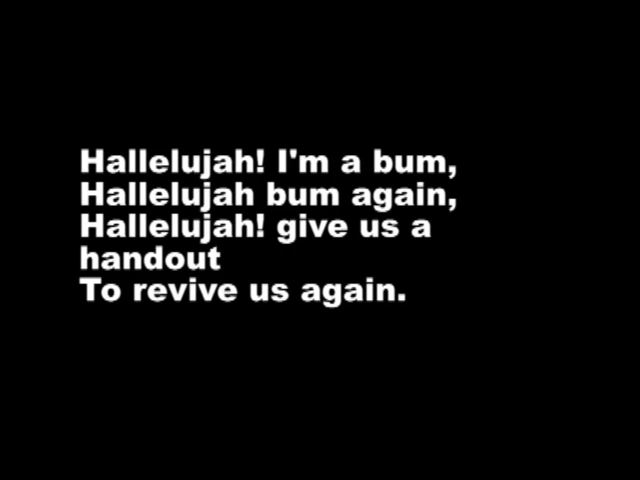 Hallelujah! I'm a bum,
Hallelujah bum again,
Hallelujah! give us a
handout
To revive us again.